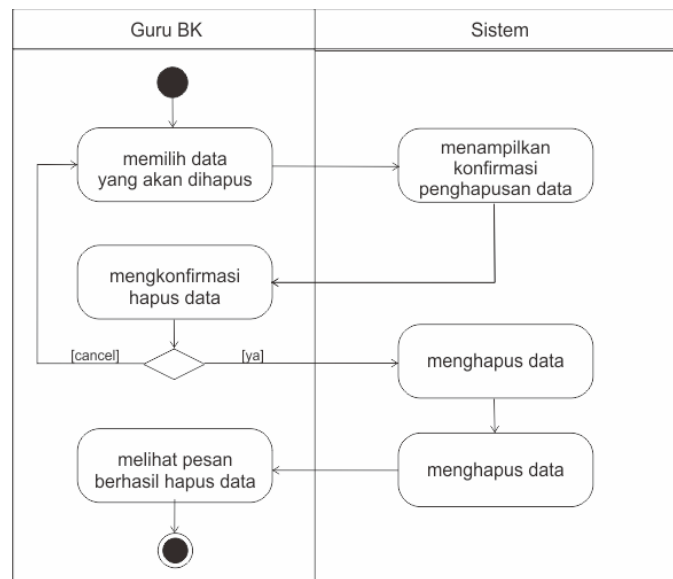 Guru BK
Sistem
memilih data
yang akan dihapus
menampilkan
konfirmasi
penghapusan data
mengkonfirmasi
hapus data
[cancel]
[ya]
menghapus data
melihat pesan
berhasil hapus data
menghapus data